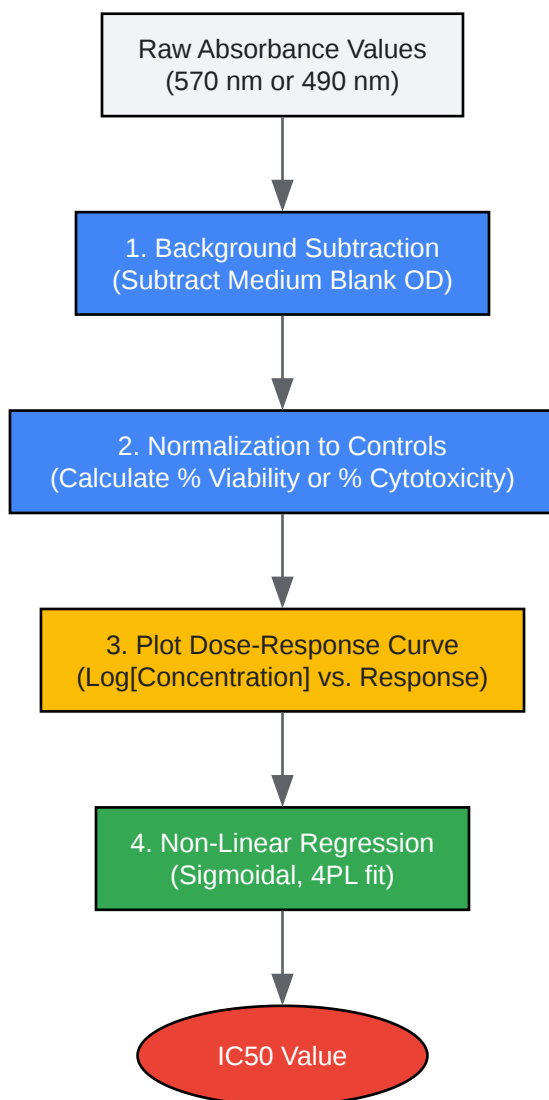 Raw Absorbance Values
(570 nm or 490 nm)
1. Background Subtraction
(Subtract Medium Blank OD)
2. Normalization to Controls
(Calculate % Viability or % Cytotoxicity)
3. Plot Dose-Response Curve
(Log[Concentration] vs. Response)
4. Non-Linear Regression
(Sigmoidal, 4PL fit)
IC50 Value